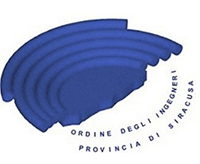 ORDINE DEGLI INGEGNERI
PROVINCIA DI SIRACUSA